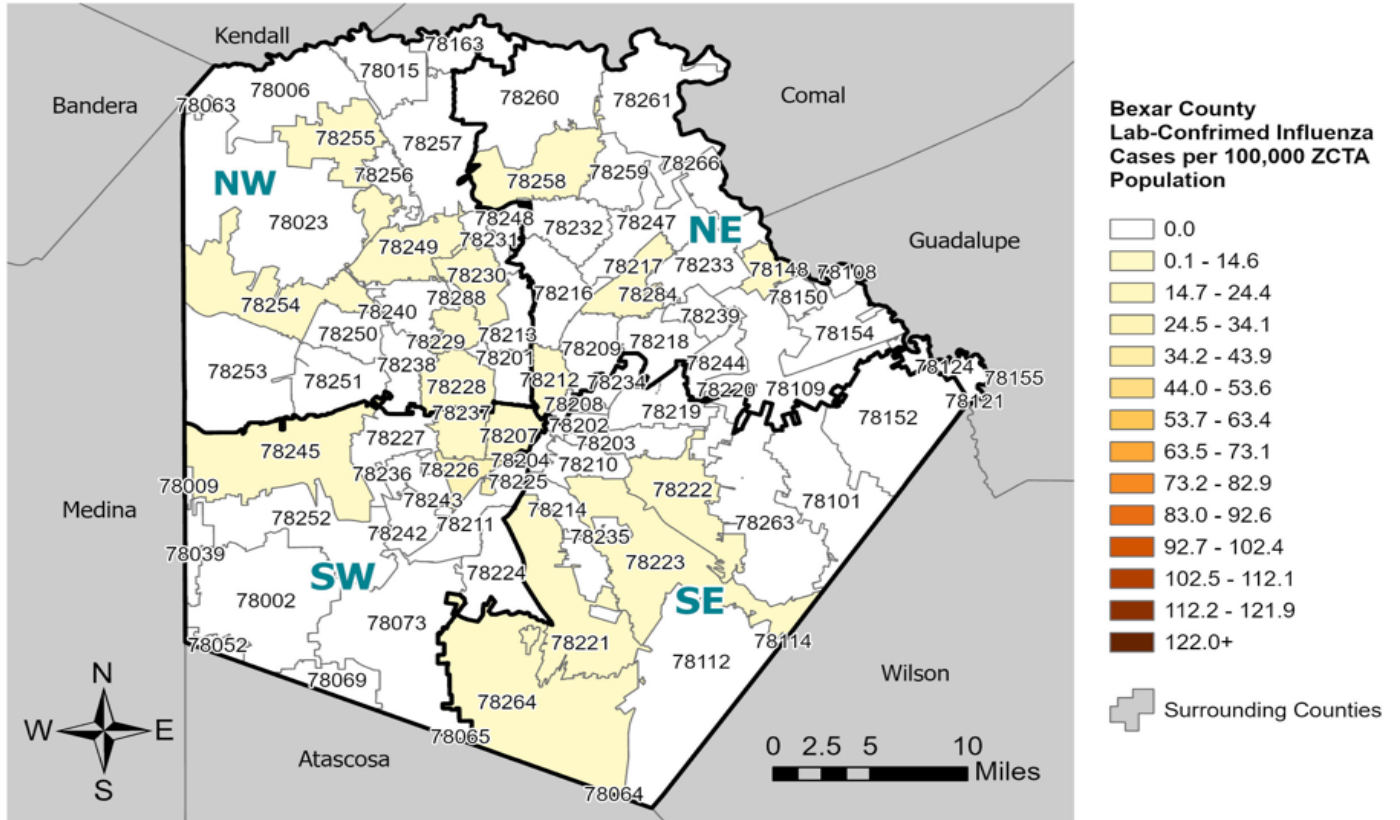 Kendall
78163
78015
Bandera
78063
78006
78260
78261
Comal
78255
78257
78256
78258
78259
78266
NW
78023
78248
78232
78247
NE
78249
78231
Guadalupe
78230
78217
78233
78148
78108
78254
78288
78216
78284
78150
78240
78239
78250
78229
78213
78154
78209
78218
78238
78201
78244
78124
78253
78251
78228
78212
78234
78220
78109
78155
78121
78237
78208
78219
78152
78202
78227
78207
78203
78245
78204
78210
78236
78226
78225
78009
78222
78243
78101
Medina
78252
78214
78263
78242
78211
78235
78039
78223
SW
78224
78002
SE
78073
78221
78114
78052
78112
78069
78264
Wilson
78065
Atascosa
78064
N
W
E
S
0 2.5 5 10
Miles
Bexar County
Lab-Confrimed Influenza
Cases per 100,000 ZCTA
Population
0.0
0.1 - 14.6
14.7 - 24.4
24.5 - 34.1
34.2 - 43.9
44.0 - 53.6
53.7 - 63.4
63.5 - 73.1
73.2 - 82.9
83.0 - 92.6
92.7 - 102.4
102.5 - 112.1
112.2 - 121.9
122.0+
Surrounding Counties